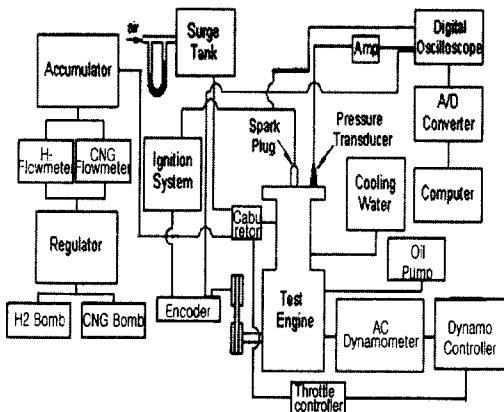 air
Surge
Tank
Digital
Oscilloscope
Amp
Accumulator
A/D
Converter
Spark
Plug
Pressure
Transducer
H-
Flowmeter
CNG
Flowmeter
Ignition
System
Cooling
Water
Computer
Cabu
retor
Regulator
Oil
Pump
Encoder
Test
Engine
H2 Bomb
CNG Bomb
AC
Dynamometer
Dynamo
Controller
Throttle
controller